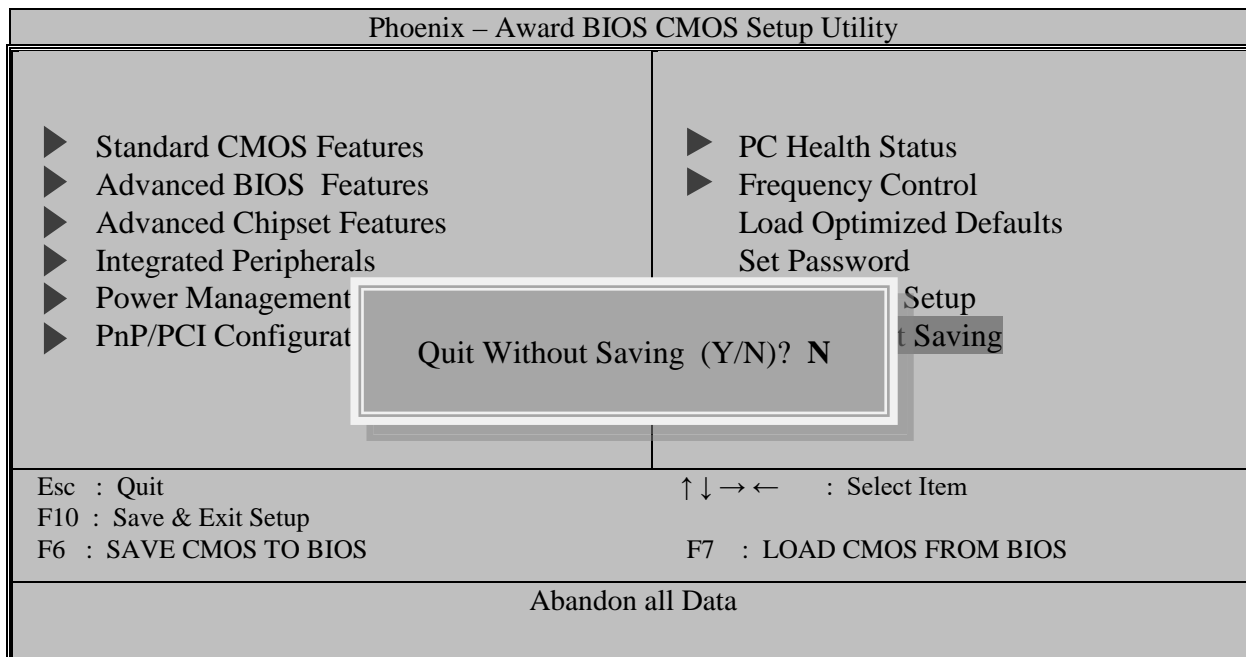 Phoenix – Award BIOS CMOS Setup Utility
Standard CMOS Features
Advanced BIOS Features
Advanced Chipset Features
Integrated Peripherals
Power Management
PnP/PCI
PC Health Status
Frequency Control
Load Optimized Defaults
Set Password
Setup
Saving
Quit Without Saving (Y/N)? N
Esc : Quit
↑ ↓ → ← : Select Item
F10 : Save & Exit Setup
F6 : SAVE CMOS TO BIOS
F7 : LOAD CMOS FROM BIOS
Abandon all Data